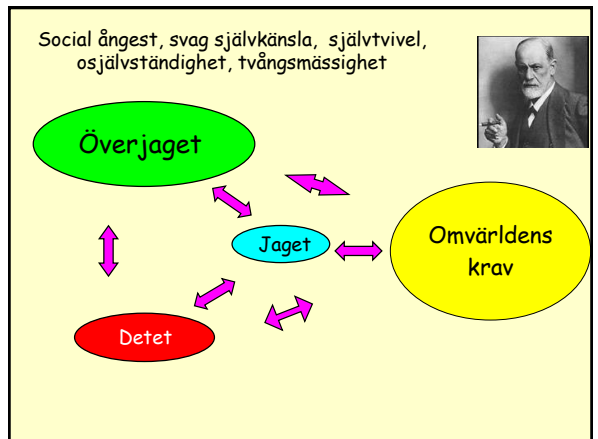 Social ångest, svag självkänsla, självtvivel,
osjälvständighet, tvångsmässighet
Överjaget
Jaget
Omvärldens
krav
Detet